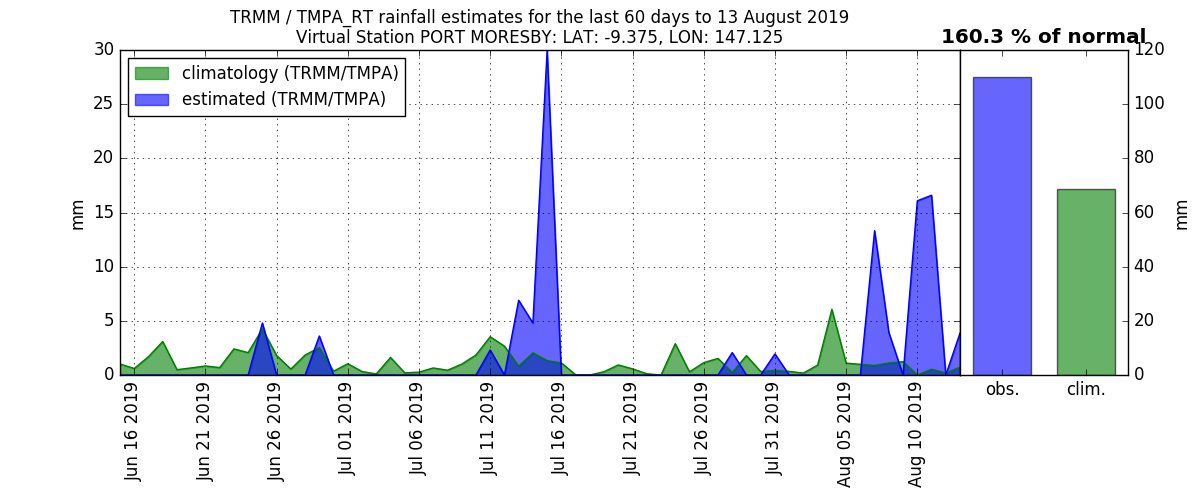 TRMM / TMPA_RT rainfall estimates for the last 60 days to 13 August 2019
Virtual Station PORT MORESBY: LAT: -9.375, LON: 147.125
160.3 % of normal
climatology (TRMM/TMPA)
estimated (TRMM/TMPA)
mm
30
25
20
15
10
5
0
Jun 16 2019
Jun 21 2019
Jun 26 2019
Jul 01 2019
Jul 06 2019
Jul 11 2019
Jul 16 2019
Jul 21 2019
Jul 26 2019
Jul 31 2019
Aug 05 2019
Aug 10 2019
obs.
clim.
120
100
80
60
40
20
0
mm